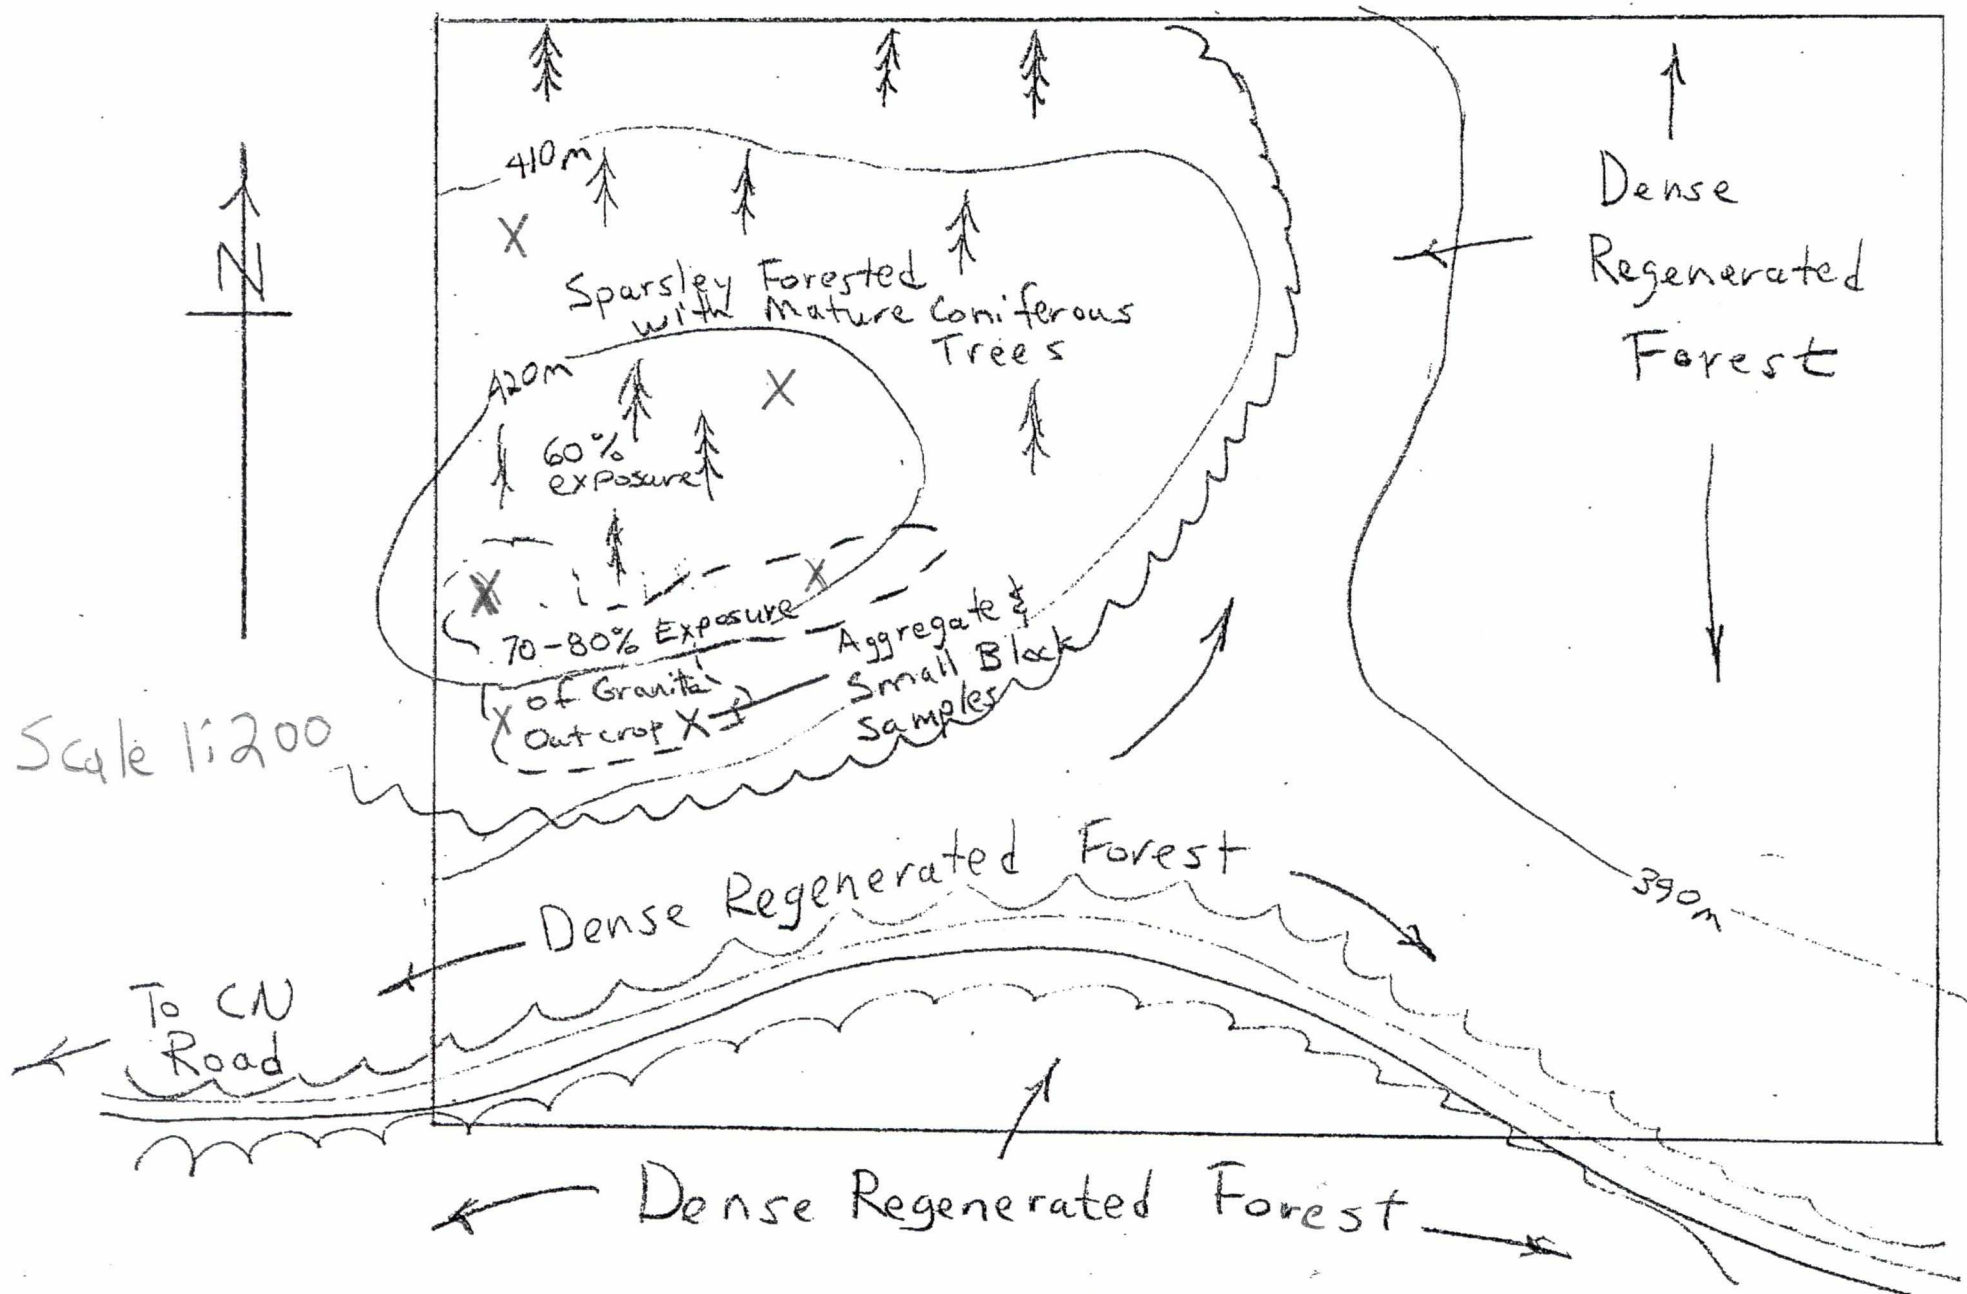 410m
N
X
Sparsley Forested
with Mature Coniferous
Trees
420m
X
60%
exposure
X
X
70-80% Exposure
of Granite
Outcrop X
X
Aggregate &
Small Block
Samples
Scale 1:200
Dense
Regenerated
Forest
Dense Regenerated Forest
390m
To CN
Road
Dense Regenerated Forest